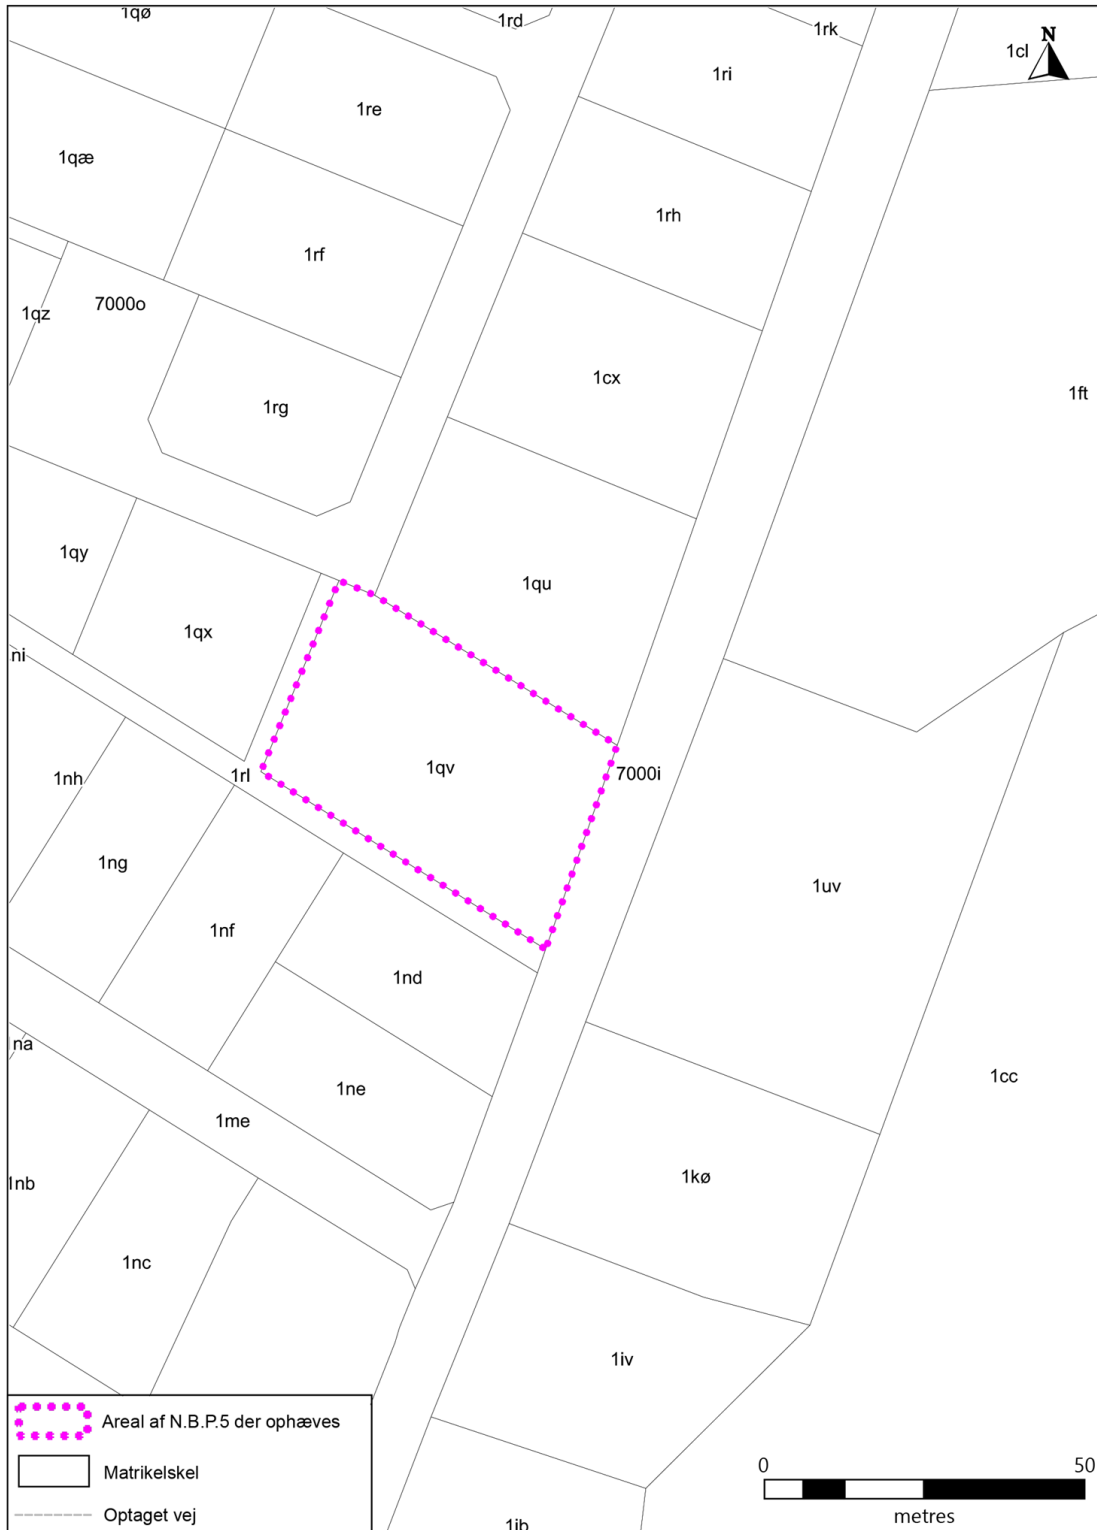 1qø
1rd
1rk
N
1cl
1ri
1re
1qæ
1rh
1rf
7000o
1qz
1cx
1ft
1rg
1qy
1qu
1qx
ni
1qv
7000i
1rl
1nh
1ng
1uv
1nf
1nd
na
1cc
1ne
1me
1kø
1nb
1nc
1iv
Areal af N.B.P.5 der ophæves
Matrikelskel
Optaget vej
0 50
metres
1ib